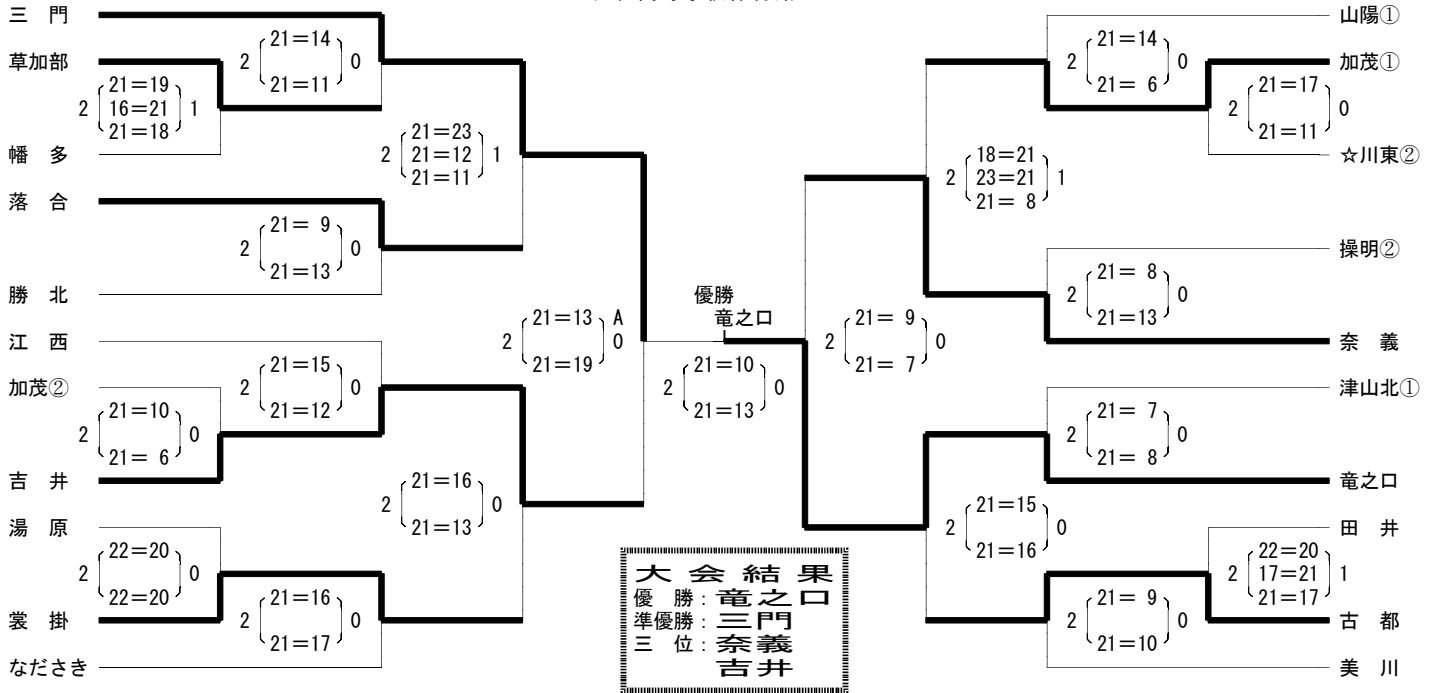 三　門
草加部
幡　多
落　合
勝　北
江　西
加茂②
吉　井
湯　原
裳　掛
なださき
21＝14
2 0
21＝11
21＝19
2 16＝21 1
21＝18
21＝23
2 21＝12 1
21＝11
21＝ 9
2 0
21＝13
21＝13 A
2 0
21＝19
21＝15
2 0
21＝12
21＝10
2 0
21＝ 6
21＝16
2 0
21＝13
22＝20
2 0
22＝20
21＝16
2 0
21＝17
優勝
竜之口
21＝10
2 0
21＝13
大 会 結 果
優　勝：竜之口
準優勝：三門
三　位：奈義
吉井
21＝14
2 0
21＝ 6
21＝17
2 0
21＝11
18＝21
2 23＝21 1
21＝ 8
21＝ 8
2 0
21＝13
21＝ 9
2 0
21＝ 7
21＝ 7
2 0
21＝ 8
21＝15
2 0
21＝16
22＝20
2 17＝21 1
21＝17
21＝ 9
2 0
21＝10
山陽①
加茂①
☆川東②
操明②
奈　義
津山北①
竜之口
田　井
古　都
美　川